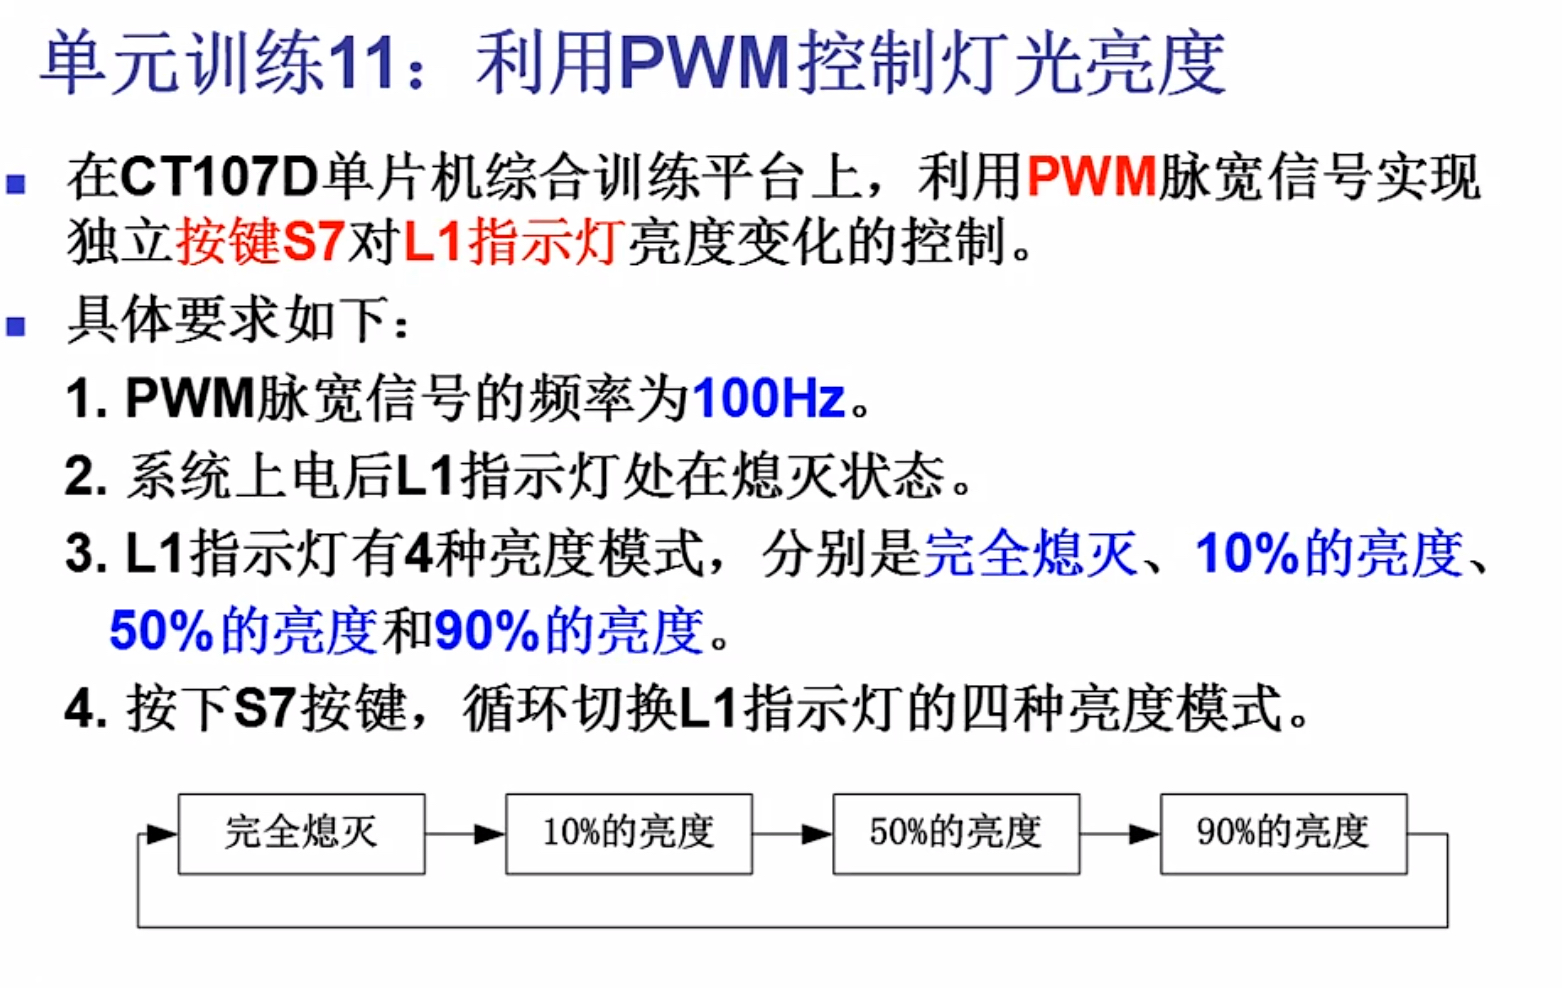 单元训练11：利用PWM控制灯光亮度
在CT107D单片机综合训练平台上，利用PWM脉宽信号实现
独立按键S7对L1指示灯亮度变化的控制。
具体要求如下：
1. PWM脉宽信号的频率为100Hz。
2. 系统上电后L1指示灯处在熄灭状态。
3. L1指示灯有4种亮度模式，分别是完全熄灭、10%的亮度、
50%的亮度和90%的亮度。
4. 按下S7按键，循环切换L1指示灯的四种亮度模式。
完全熄灭 10%的亮度 50%的亮度 90%的亮度